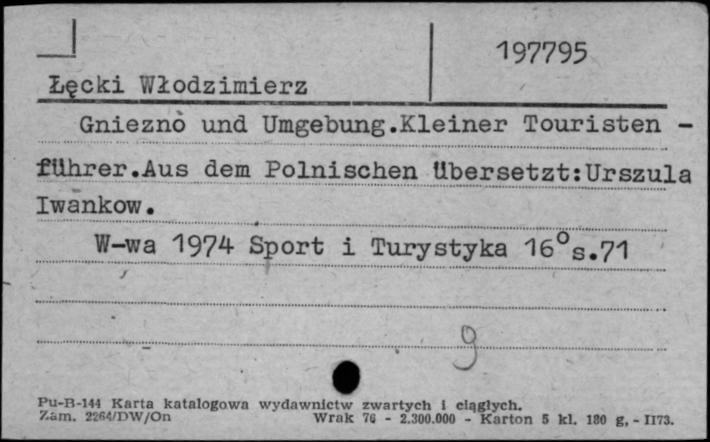 197795
Łęcki Włodzimierz
Gniezno und Umgebung.Kleiner Touristen -
führer.Aus dem Polnischen übersetzt:Urszula
Iwankow.
W-wa 1974 Sport i Turystyka 16° s.71
g
Pu-B-144 Karta katalogowa wydawnictw zwartych i ciągłych.
Zam. 2264/DW/On Wrak 76 - 2.300.000 - Karton 5 kl. 180 g, - II73.